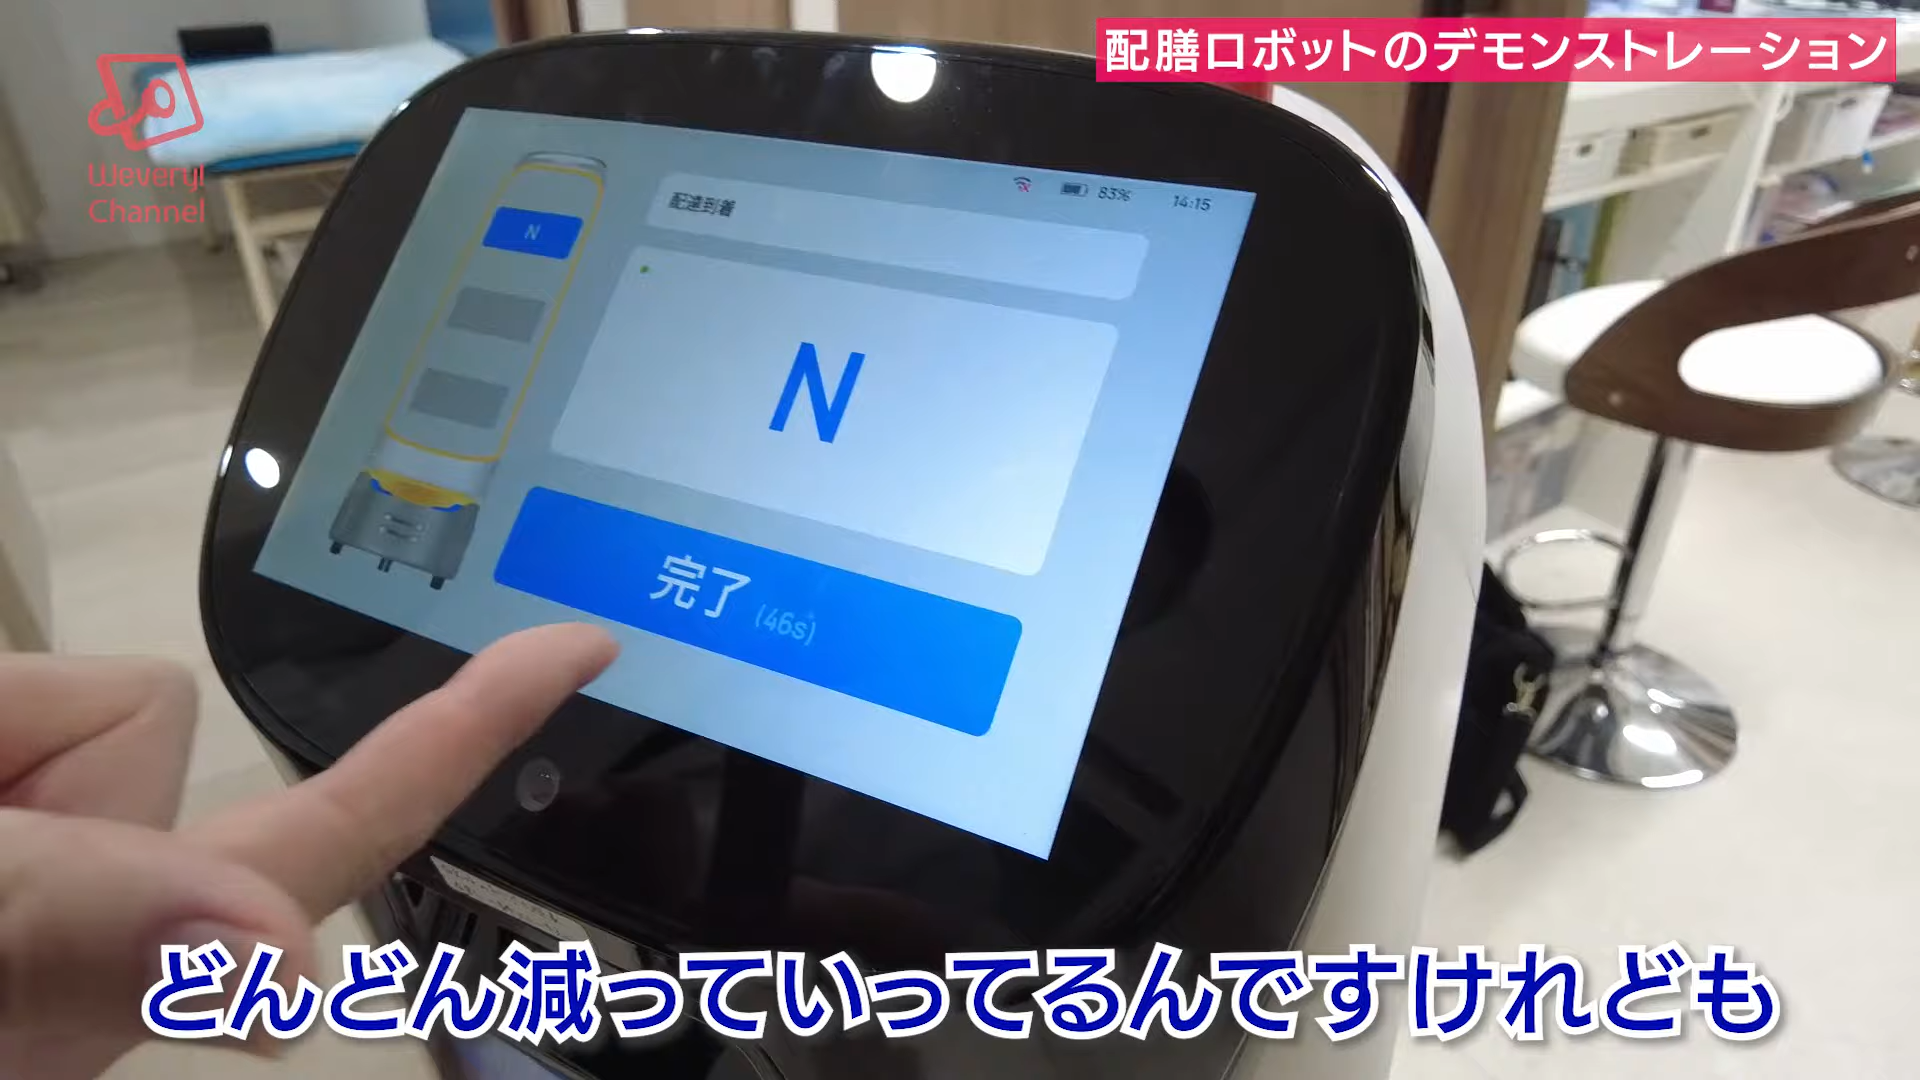 配膳ロボットのデモンストレーション
Weveryl
Channel
83%
14:15
配達到着
N
N
完了 (46s)
どんどん減っていってるんですけれども